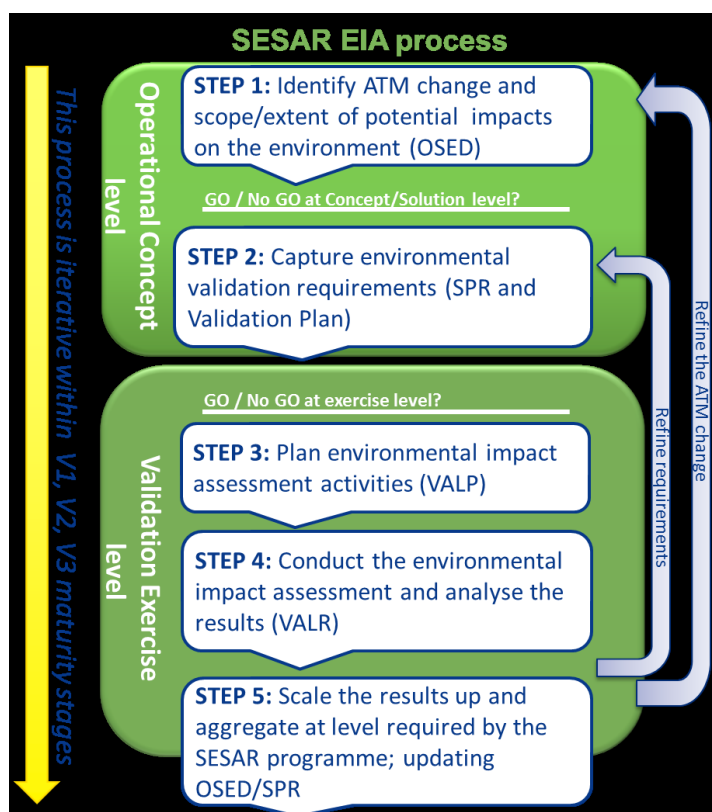 SESAR EIA process
This process is iterative within V1, V2, V3 maturity stages
Operational Concept
level
STEP 1: Identify ATM change and
scope/extent of potential impacts
on the environment (OSED)
GO / No GO at Concept/Solution level?
STEP 2: Capture environmental
validation requirements (SPR and
Validation Plan)
Validation Exercise
level
GO / No GO at exercise level?
STEP 3: Plan environmental impact
assessment activities (VALP)
STEP 4: Conduct the environmental
impact assessment and analyse the
results (VALR)
STEP 5: Scale the results up and
aggregate at level required by the
SESAR programme; updating
OSED/SPR
Refine requirements
Refine the ATM change